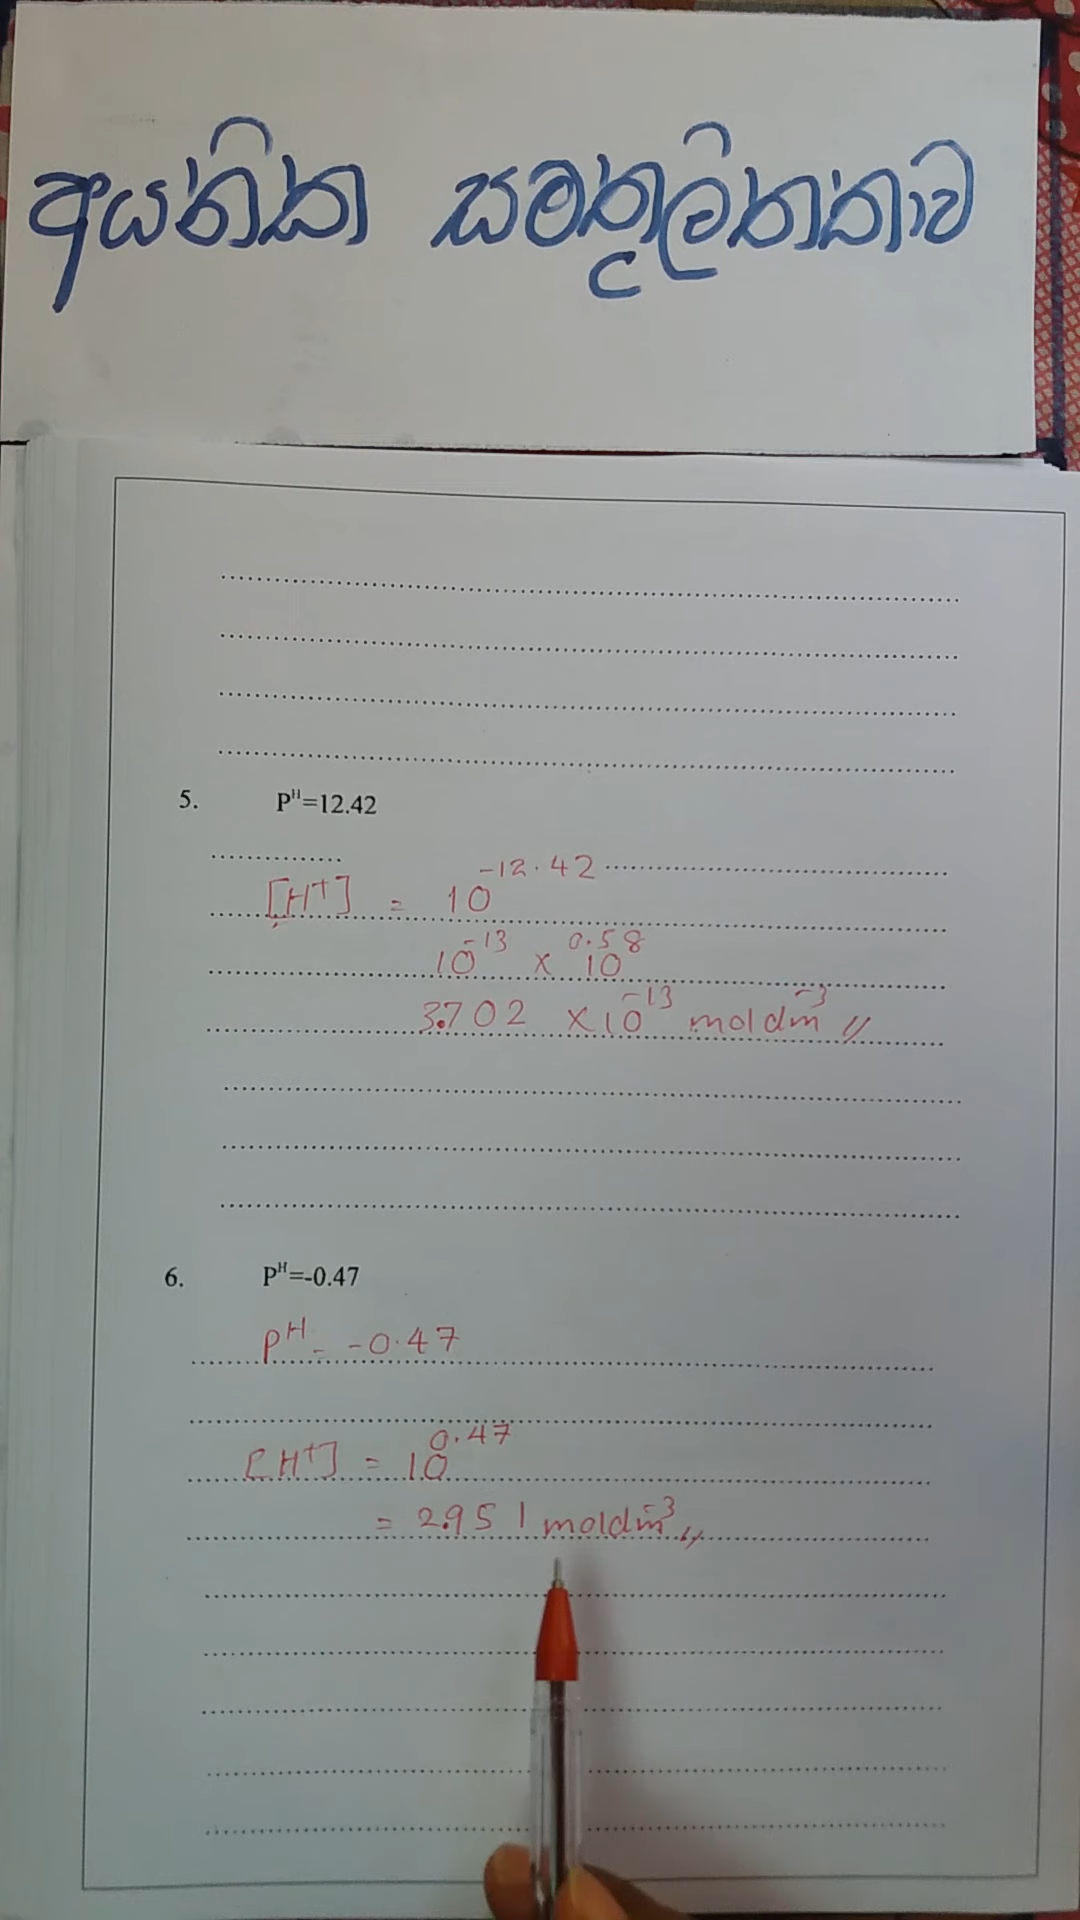 අයනික සමතුලිතතාව
5. Pᴴ=12.42
[H⁺] = 10⁻¹²·⁴²
10⁻¹³ × 10⁰·⁵⁸
3.702 × 10⁻¹³ moldm⁻³ //
6. Pᴴ=-0.47
Pᴴ = -0.47
[H⁺] = 10⁰·⁴⁷
= 2.951 moldm⁻³ //